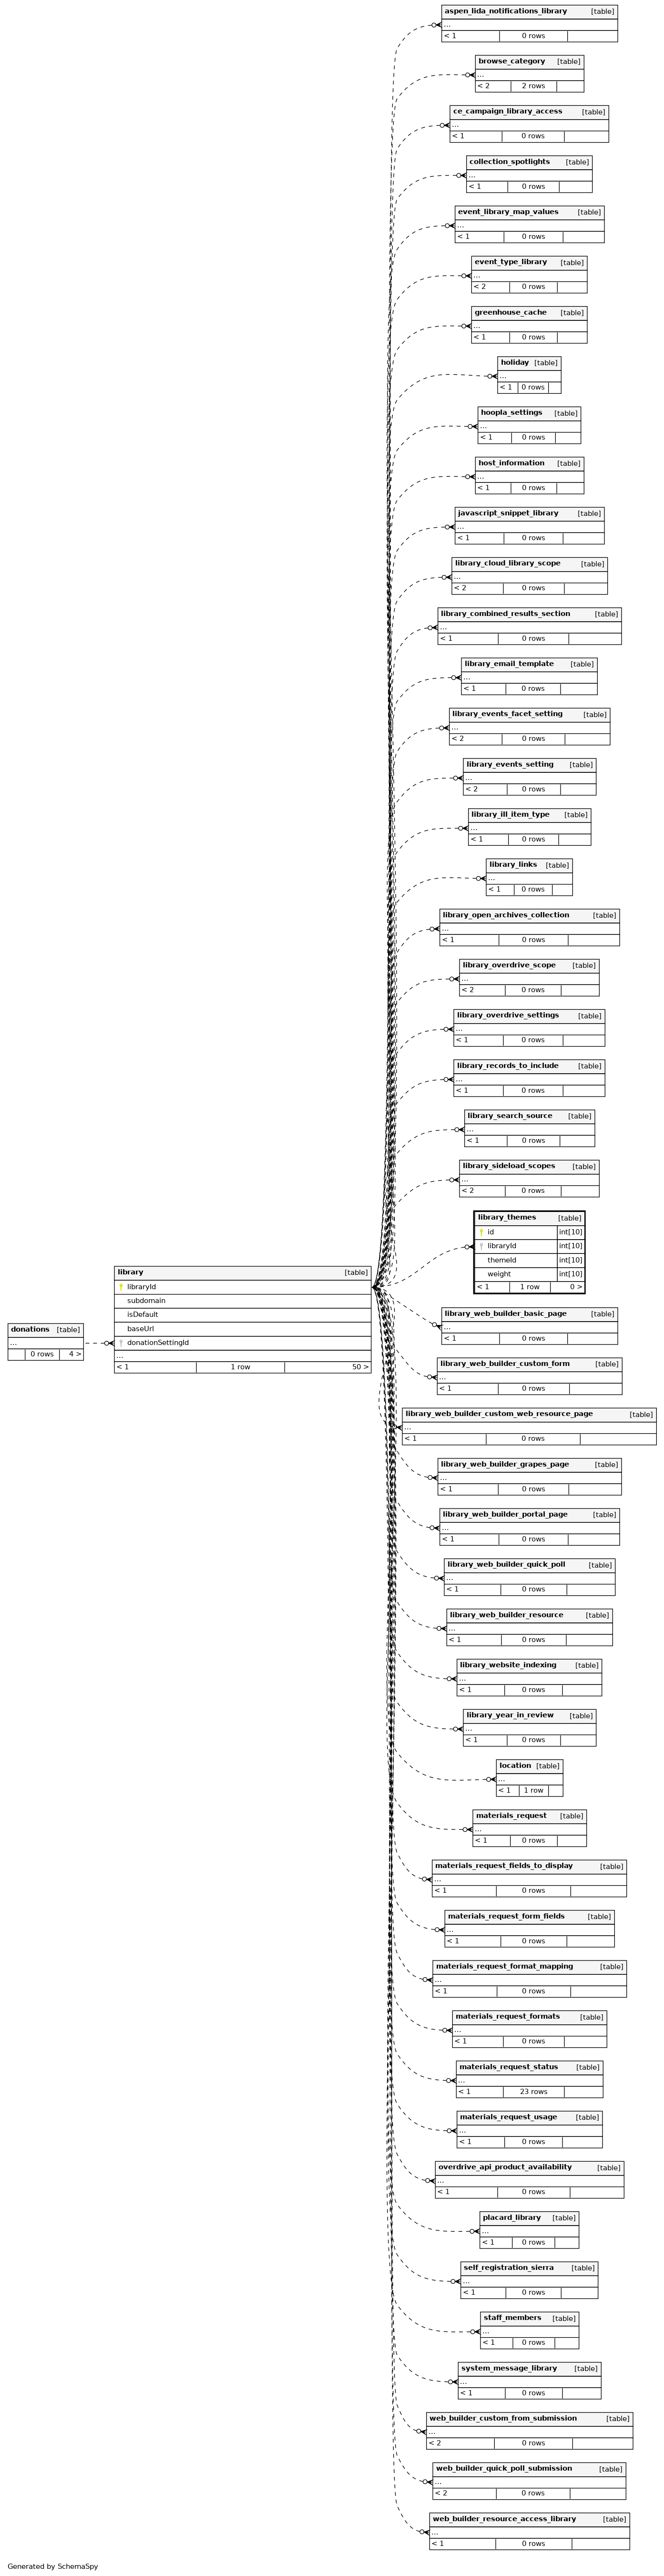 aspen_lida_notifications_library [table]
...
< 1 0 rows
browse_category [table]
...
< 2 2 rows
ce_campaign_library_access [table]
...
< 1 0 rows
collection_spotlights [table]
...
< 1 0 rows
event_library_map_values [table]
...
< 1 0 rows
event_type_library [table]
...
< 2 0 rows
greenhouse_cache [table]
...
< 1 0 rows
holiday [table]
...
< 1 0 rows
hoopla_settings [table]
...
< 1 0 rows
host_information [table]
...
< 1 0 rows
javascript_snippet_library [table]
...
< 1 0 rows
library_cloud_library_scope [table]
...
< 2 0 rows
library_combined_results_section [table]
...
< 1 0 rows
library_email_template [table]
...
< 1 0 rows
library_events_facet_setting [table]
...
< 2 0 rows
library_events_setting [table]
...
< 2 0 rows
library_ill_item_type [table]
...
< 1 0 rows
library_links [table]
...
< 1 0 rows
library_open_archives_collection [table]
...
< 1 0 rows
library_overdrive_scope [table]
...
< 2 0 rows
library_overdrive_settings [table]
...
< 1 0 rows
library_records_to_include [table]
...
< 1 0 rows
library_search_source [table]
...
< 1 0 rows
library_sideload_scopes [table]
...
< 2 0 rows
library_themes [table]
id int[10]
libraryId int[10]
themeId int[10]
weight int[10]
< 1 1 row 0 >
library [table]
libraryId
subdomain
isDefault
baseUrl
donationSettingId
...
< 1 1 row 50 >
donations [table]
...
0 rows 4 >
library_web_builder_basic_page [table]
...
< 1 0 rows
library_web_builder_custom_form [table]
...
< 1 0 rows
library_web_builder_custom_web_resource_page [table]
...
< 1 0 rows
library_web_builder_grapes_page [table]
...
< 1 0 rows
library_web_builder_portal_page [table]
...
< 1 0 rows
library_web_builder_quick_poll [table]
...
< 1 0 rows
library_web_builder_resource [table]
...
< 1 0 rows
library_website_indexing [table]
...
< 1 0 rows
library_year_in_review [table]
...
< 1 0 rows
location [table]
...
< 1 1 row
materials_request [table]
...
< 1 0 rows
materials_request_fields_to_display [table]
...
< 1 0 rows
materials_request_form_fields [table]
...
< 1 0 rows
materials_request_format_mapping [table]
...
< 1 0 rows
materials_request_formats [table]
...
< 1 0 rows
materials_request_status [table]
...
< 1 23 rows
materials_request_usage [table]
...
< 1 0 rows
overdrive_api_product_availability [table]
...
< 1 0 rows
placard_library [table]
...
< 1 0 rows
self_registration_sierra [table]
...
< 1 0 rows
staff_members [table]
...
< 1 0 rows
system_message_library [table]
...
< 1 0 rows
web_builder_custom_from_submission [table]
...
< 2 0 rows
web_builder_quick_poll_submission [table]
...
< 2 0 rows
web_builder_resource_access_library [table]
...
< 1 0 rows
Generated by SchemaSpy